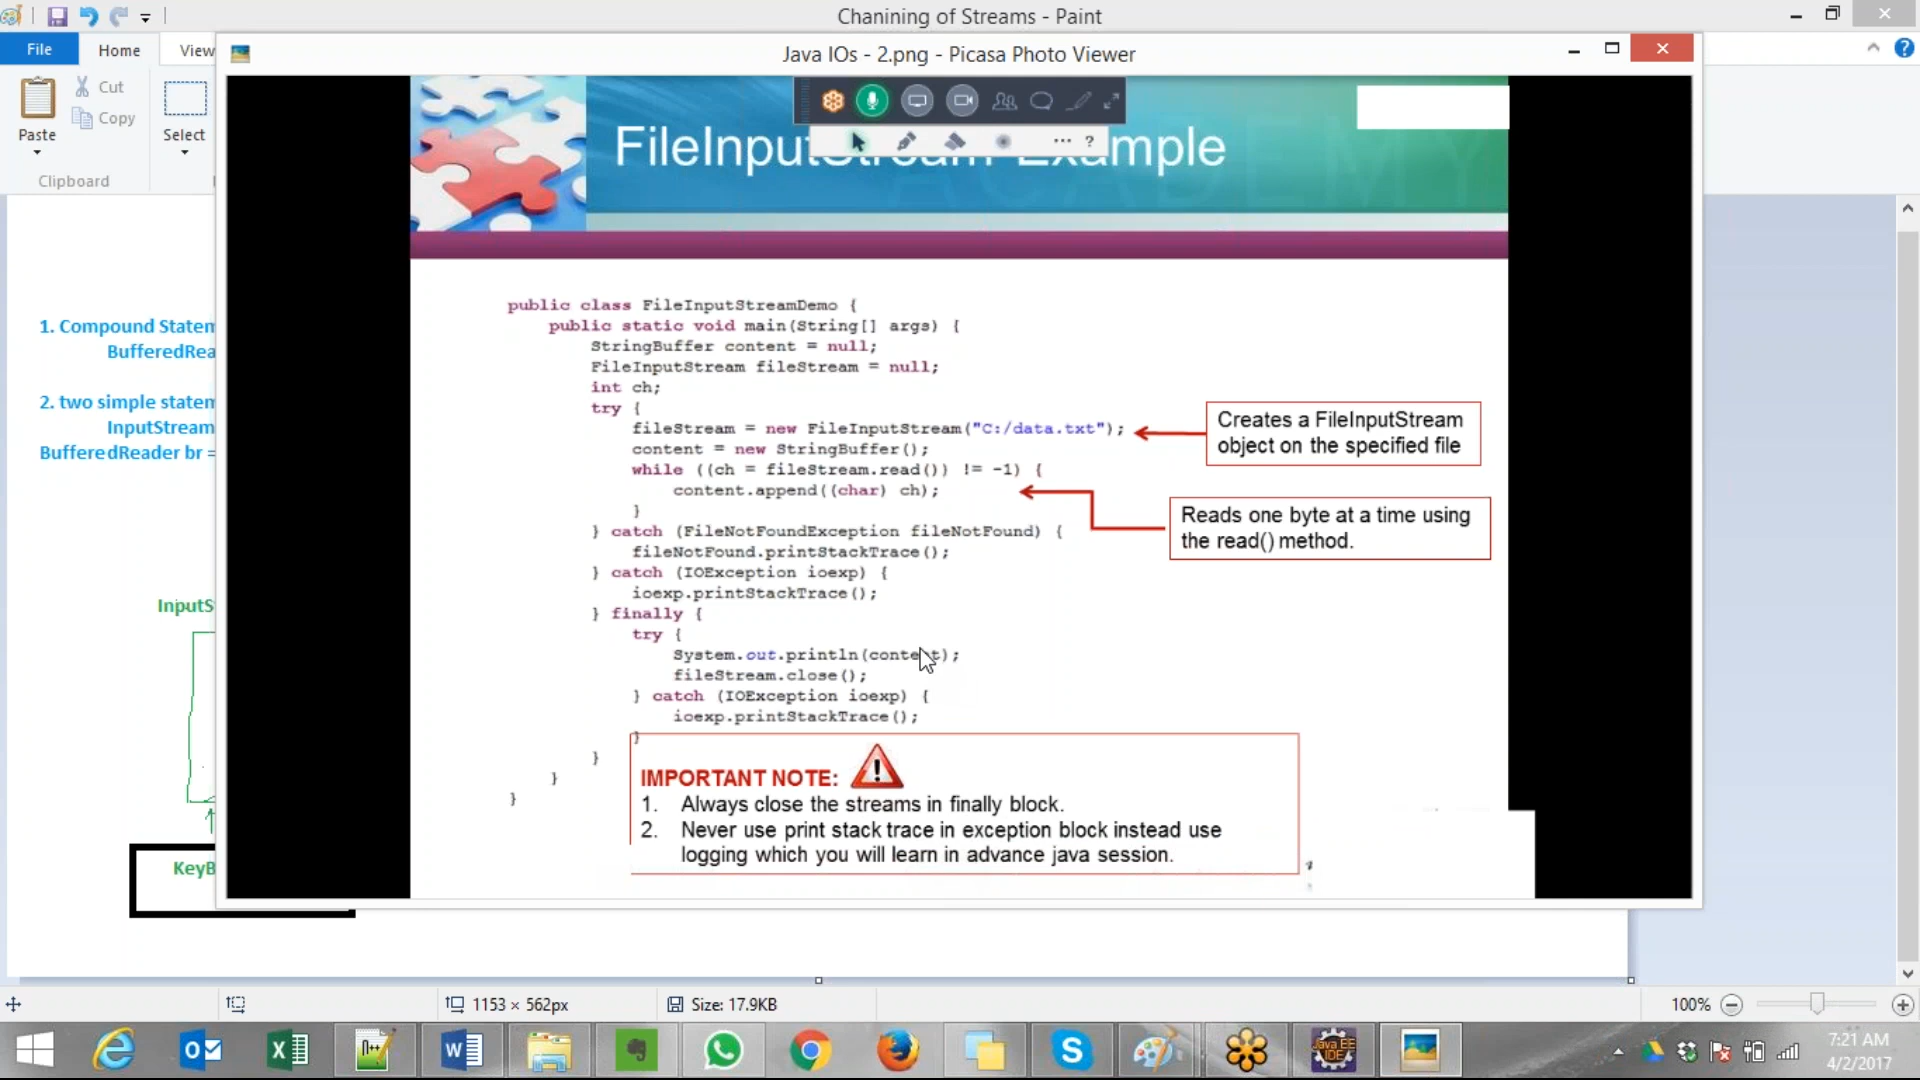 Chanining of Streams - Paint
File
Home
View
Java IOs - 2.png - Picasa Photo Viewer
Paste
Cut
Copy
Select
Clipboard
FileInputStream Example
public class FileInputStreamDemo {
public static void main(String[] args) {
StringBuffer content = null;
FileInputStream fileStream = null;
int ch;
try {
fileStream = new FileInputStream("C:/data.txt");
content = new StringBuffer();
while ((ch = fileStream.read()) != -1) {
content.append((char) ch);
}
} catch (FileNotFoundException fileNotFound) {
fileNotFound.printStackTrace();
} catch (IOException ioexp) {
ioexp.printStackTrace();
} finally {
try {
System.out.println(content);
fileStream.close();
} catch (IOException ioexp) {
ioexp.printStackTrace();
}
}
}
}
Creates a FileInputStream
object on the specified file
Reads one byte at a time using
the read() method.
IMPORTANT NOTE:
1. Always close the streams in finally block.
2. Never use print stack trace in exception block instead use
logging which you will learn in advance java session.
1. Compound Statem
BufferedRea
2. two simple statem
InputStream
BufferedReader br =
InputS
KeyB
1153 × 562px
Size: 17.9KB
100%
7:21 AM
4/2/2017